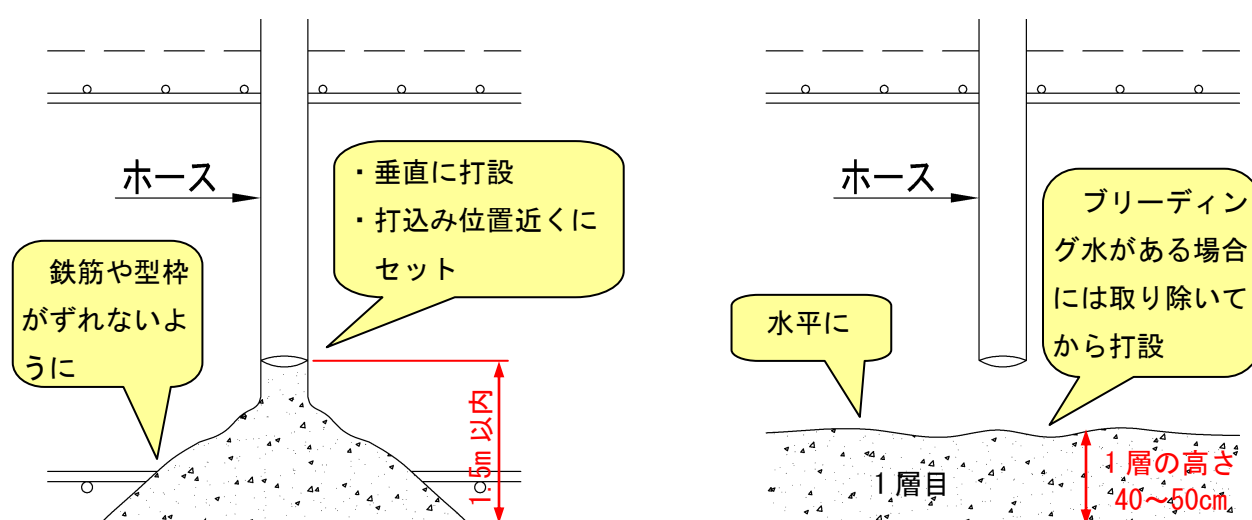 ホース
・垂直に打設
・打込み位置近くに
セット
鉄筋や型枠
がずれないよ
うに
1.5m以内
ホース
ブリーディン
グ水がある場合
には取り除いて
から打設
水平に
1層目
1層の高さ
40～50cm